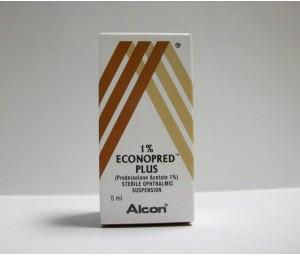 ®
1%
ECONOPRED™
PLUS
(Prednisolone Acetate 1%)
STERILE OPHTHALMIC
SUSPENSION
5 ml
Alcon®